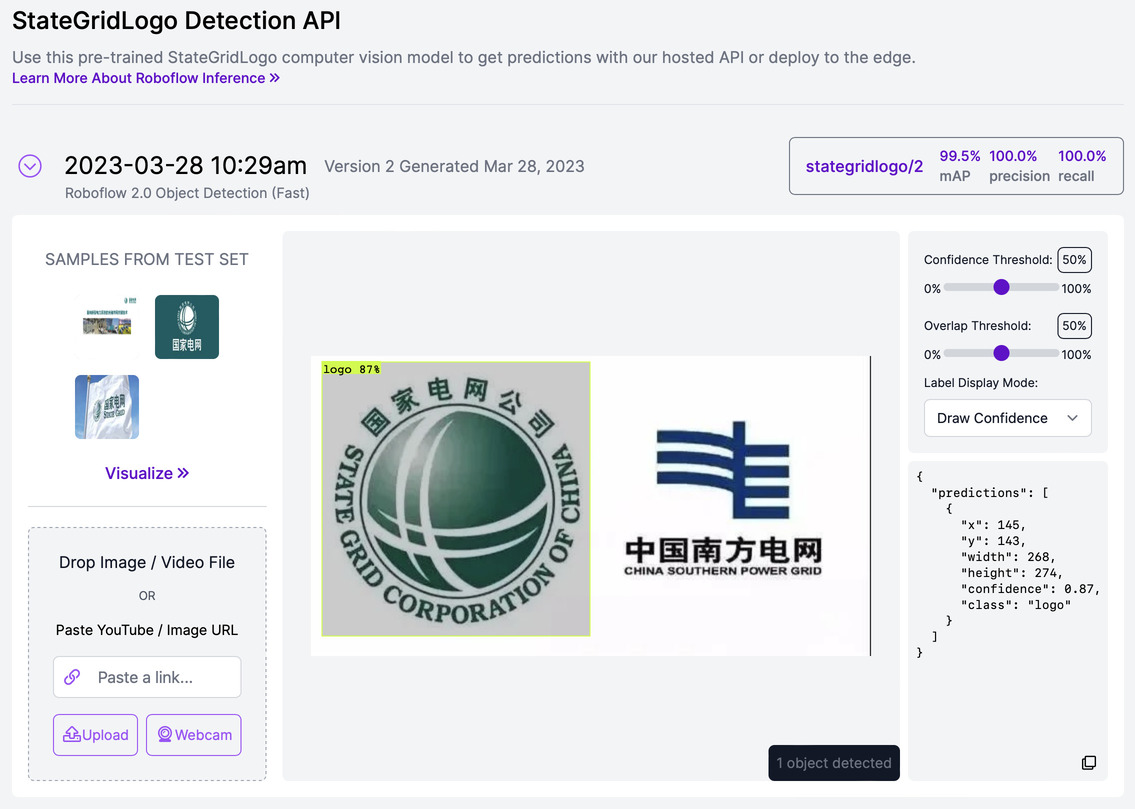 StateGridLogo Detection API
Use this pre-trained StateGridLogo computer vision model to get predictions with our hosted API or deploy to the edge.
Learn More About Roboflow Inference »
2023-03-28 10:29am Version 2 Generated Mar 28, 2023
Roboflow 2.0 Object Detection (Fast)
stategridlogo/2
99.5% 100.0% 100.0%
mAP precision recall
SAMPLES FROM TEST SET
国家电网
国家电网
STATE GRID
Visualize »
Drop Image / Video File
OR
Paste YouTube / Image URL
Paste a link...
Upload Webcam
logo 87%
国家电网公司
STATE GRID CORPORATION OF CHINA
中国南方电网
CHINA SOUTHERN POWER GRID
1 object detected
Confidence Threshold: 50%
0% 100%
Overlap Threshold: 50%
0% 100%
Label Display Mode:
Draw Confidence
{
"predictions": [
{
"x": 145,
"y": 143,
"width": 268,
"height": 274,
"confidence": 0.87,
"class": "logo"
}
]
}